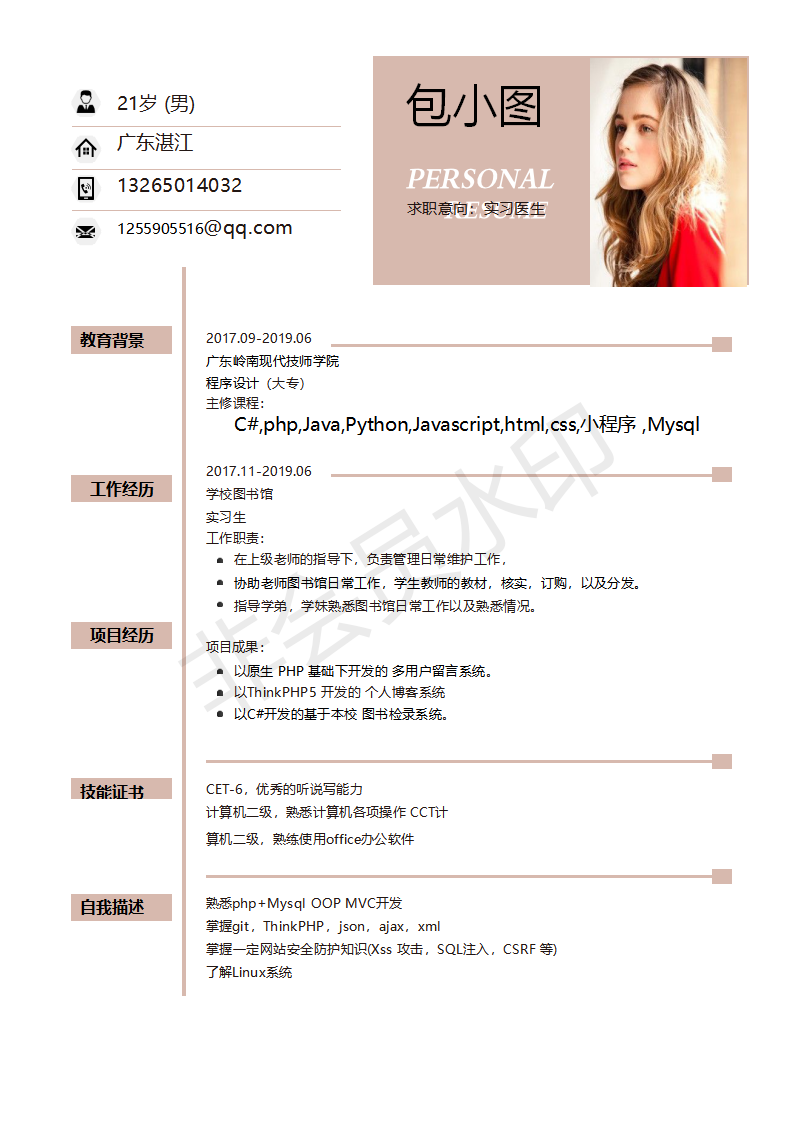 21岁 (男)
广东湛江
13265014032
1255905516@qq.com
包小图
PERSONAL
RESUME
求职意向：实习医生
教育背景
2017.09-2019.06
广东岭南现代技师学院
程序设计（大专）
主修课程：
C#,php,Java,Python,Javascript,html,css,小程序 ,Mysql
工作经历
2017.11-2019.06
学校图书馆
实习生
工作职责：
在上级老师的指导下，负责管理日常维护工作，
协助老师图书馆日常工作，学生教师的教材，核实，订购，以及分发。
指导学弟，学妹熟悉图书馆日常工作以及熟悉情况。
项目经历
项目成果：
以原生 PHP 基础下开发的 多用户留言系统。
以ThinkPHP5 开发的 个人博客系统
以C#开发的基于本校 图书检录系统。
技能证书
CET-6，优秀的听说写能力
计算机二级，熟悉计算机各项操作 CCT计
算机二级，熟练使用office办公软件
自我描述
熟悉php+Mysql OOP MVC开发
掌握git，ThinkPHP，json，ajax，xml
掌握一定网站安全防护知识(Xss 攻击，SQL注入，CSRF 等)
了解Linux系统
非会员水印